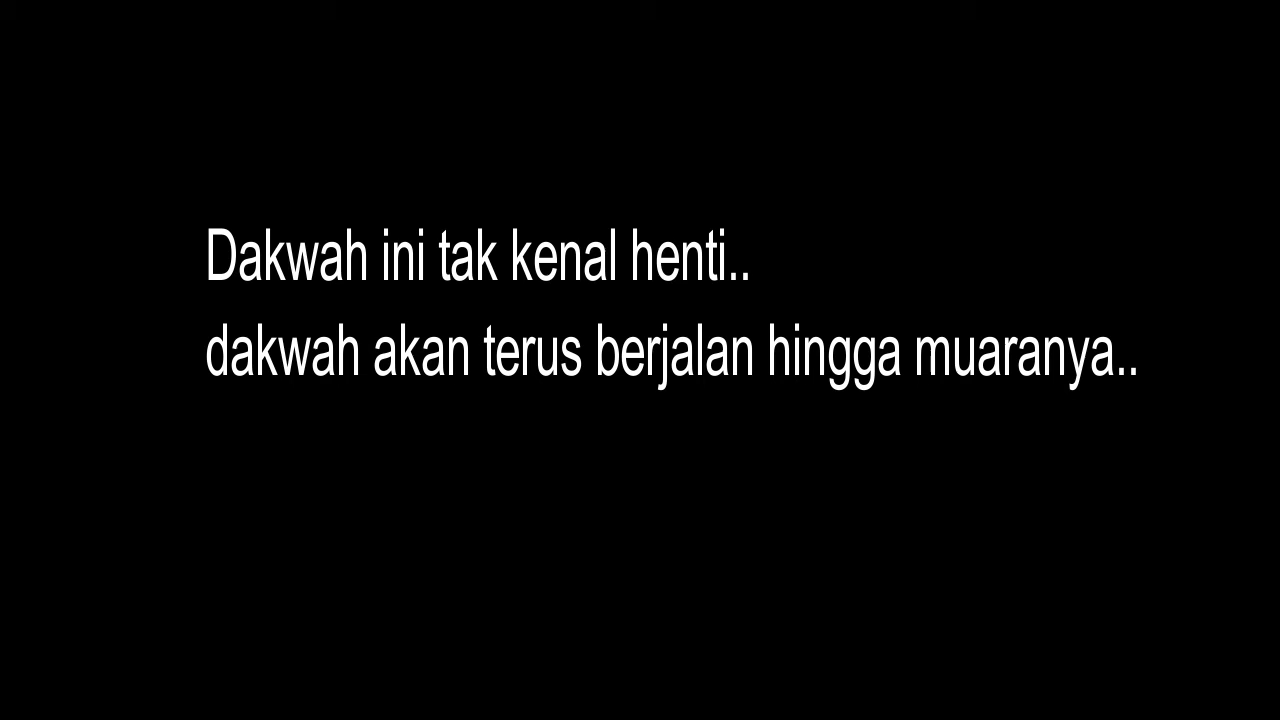 Dakwah ini tak kenal henti..
dakwah akan terus berjalan hingga muaranya..